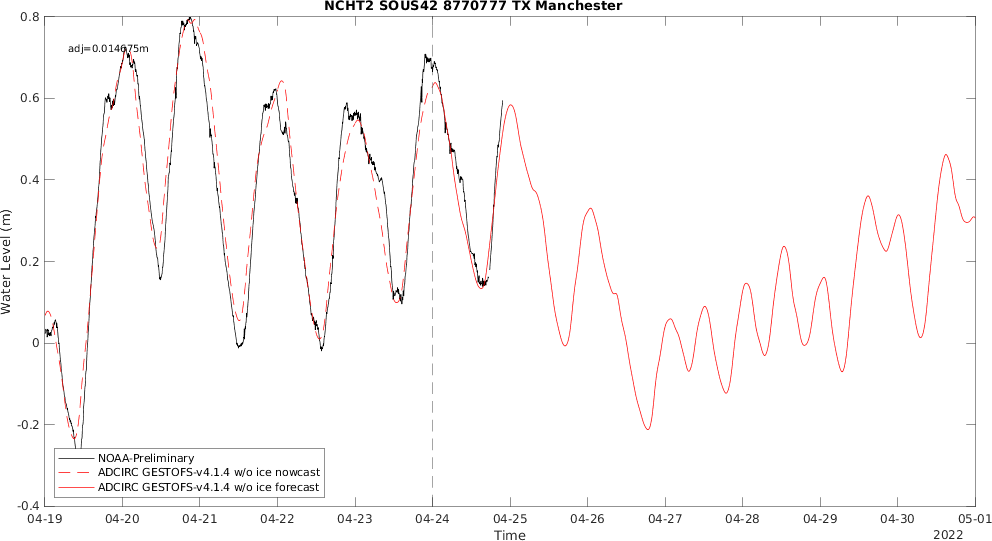 NCHT2 SOUS42 8770777 TX Manchester
adj=0.014675m
Water Level (m)
0.8
0.6
0.4
0.2
0
-0.2
-0.4
NOAA-Preliminary
ADCIRC GESTOFS-v4.1.4 w/o ice nowcast
ADCIRC GESTOFS-v4.1.4 w/o ice forecast
04-19 04-20 04-21 04-22 04-23 04-24 04-25 04-26 04-27 04-28 04-29 04-30 05-01
Time
2022